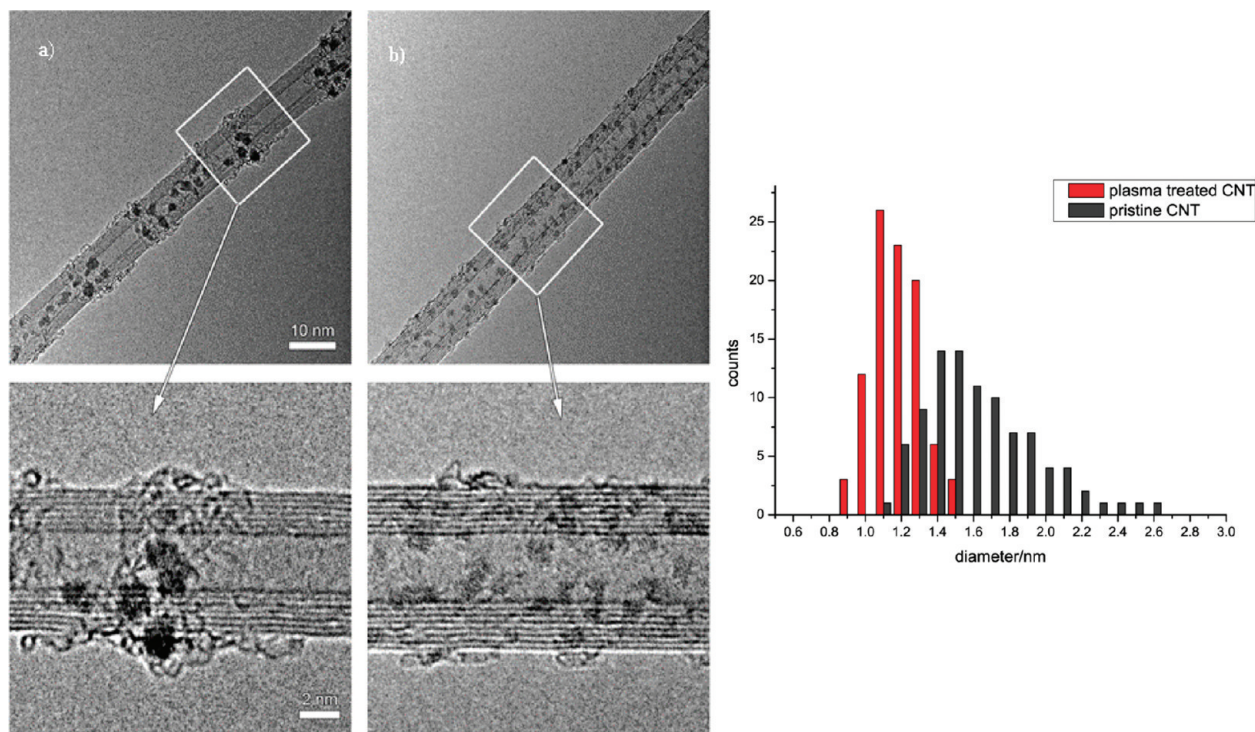 a)
b)
10 nm
2 nm
plasma treated CNT
pristine CNT
counts
25
20
15
10
5
0
0.6 0.8 1.0 1.2 1.4 1.6 1.8 2.0 2.2 2.4 2.6 2.8 3.0
diameter/nm